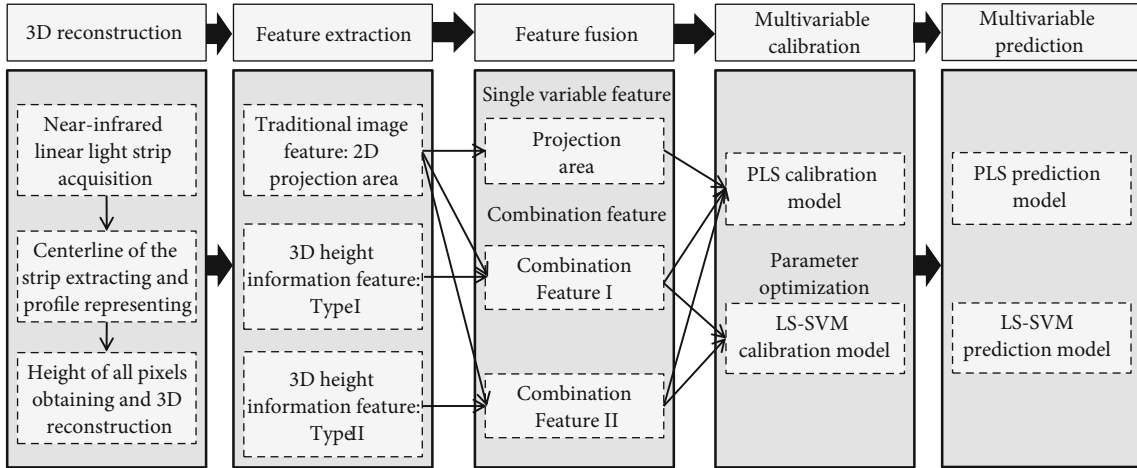 3D reconstruction
Feature extraction
Feature fusion
Multivariable
calibration
Multivariable
prediction
Near-infrared
linear light strip
acquisition
Centerline of the
strip extracting and
profile representing
Height of all pixels
obtaining and 3D
reconstruction
Traditional image
feature: 2D
projection area
3D height
information feature:
TypeI
3D height
information feature:
TypeII
Single variable feature
Projection
area
Combination feature
Combination
Feature I
Combination
Feature II
PLS calibration
model
Parameter
optimization
LS-SVM
calibration model
PLS prediction
model
LS-SVM
prediction model